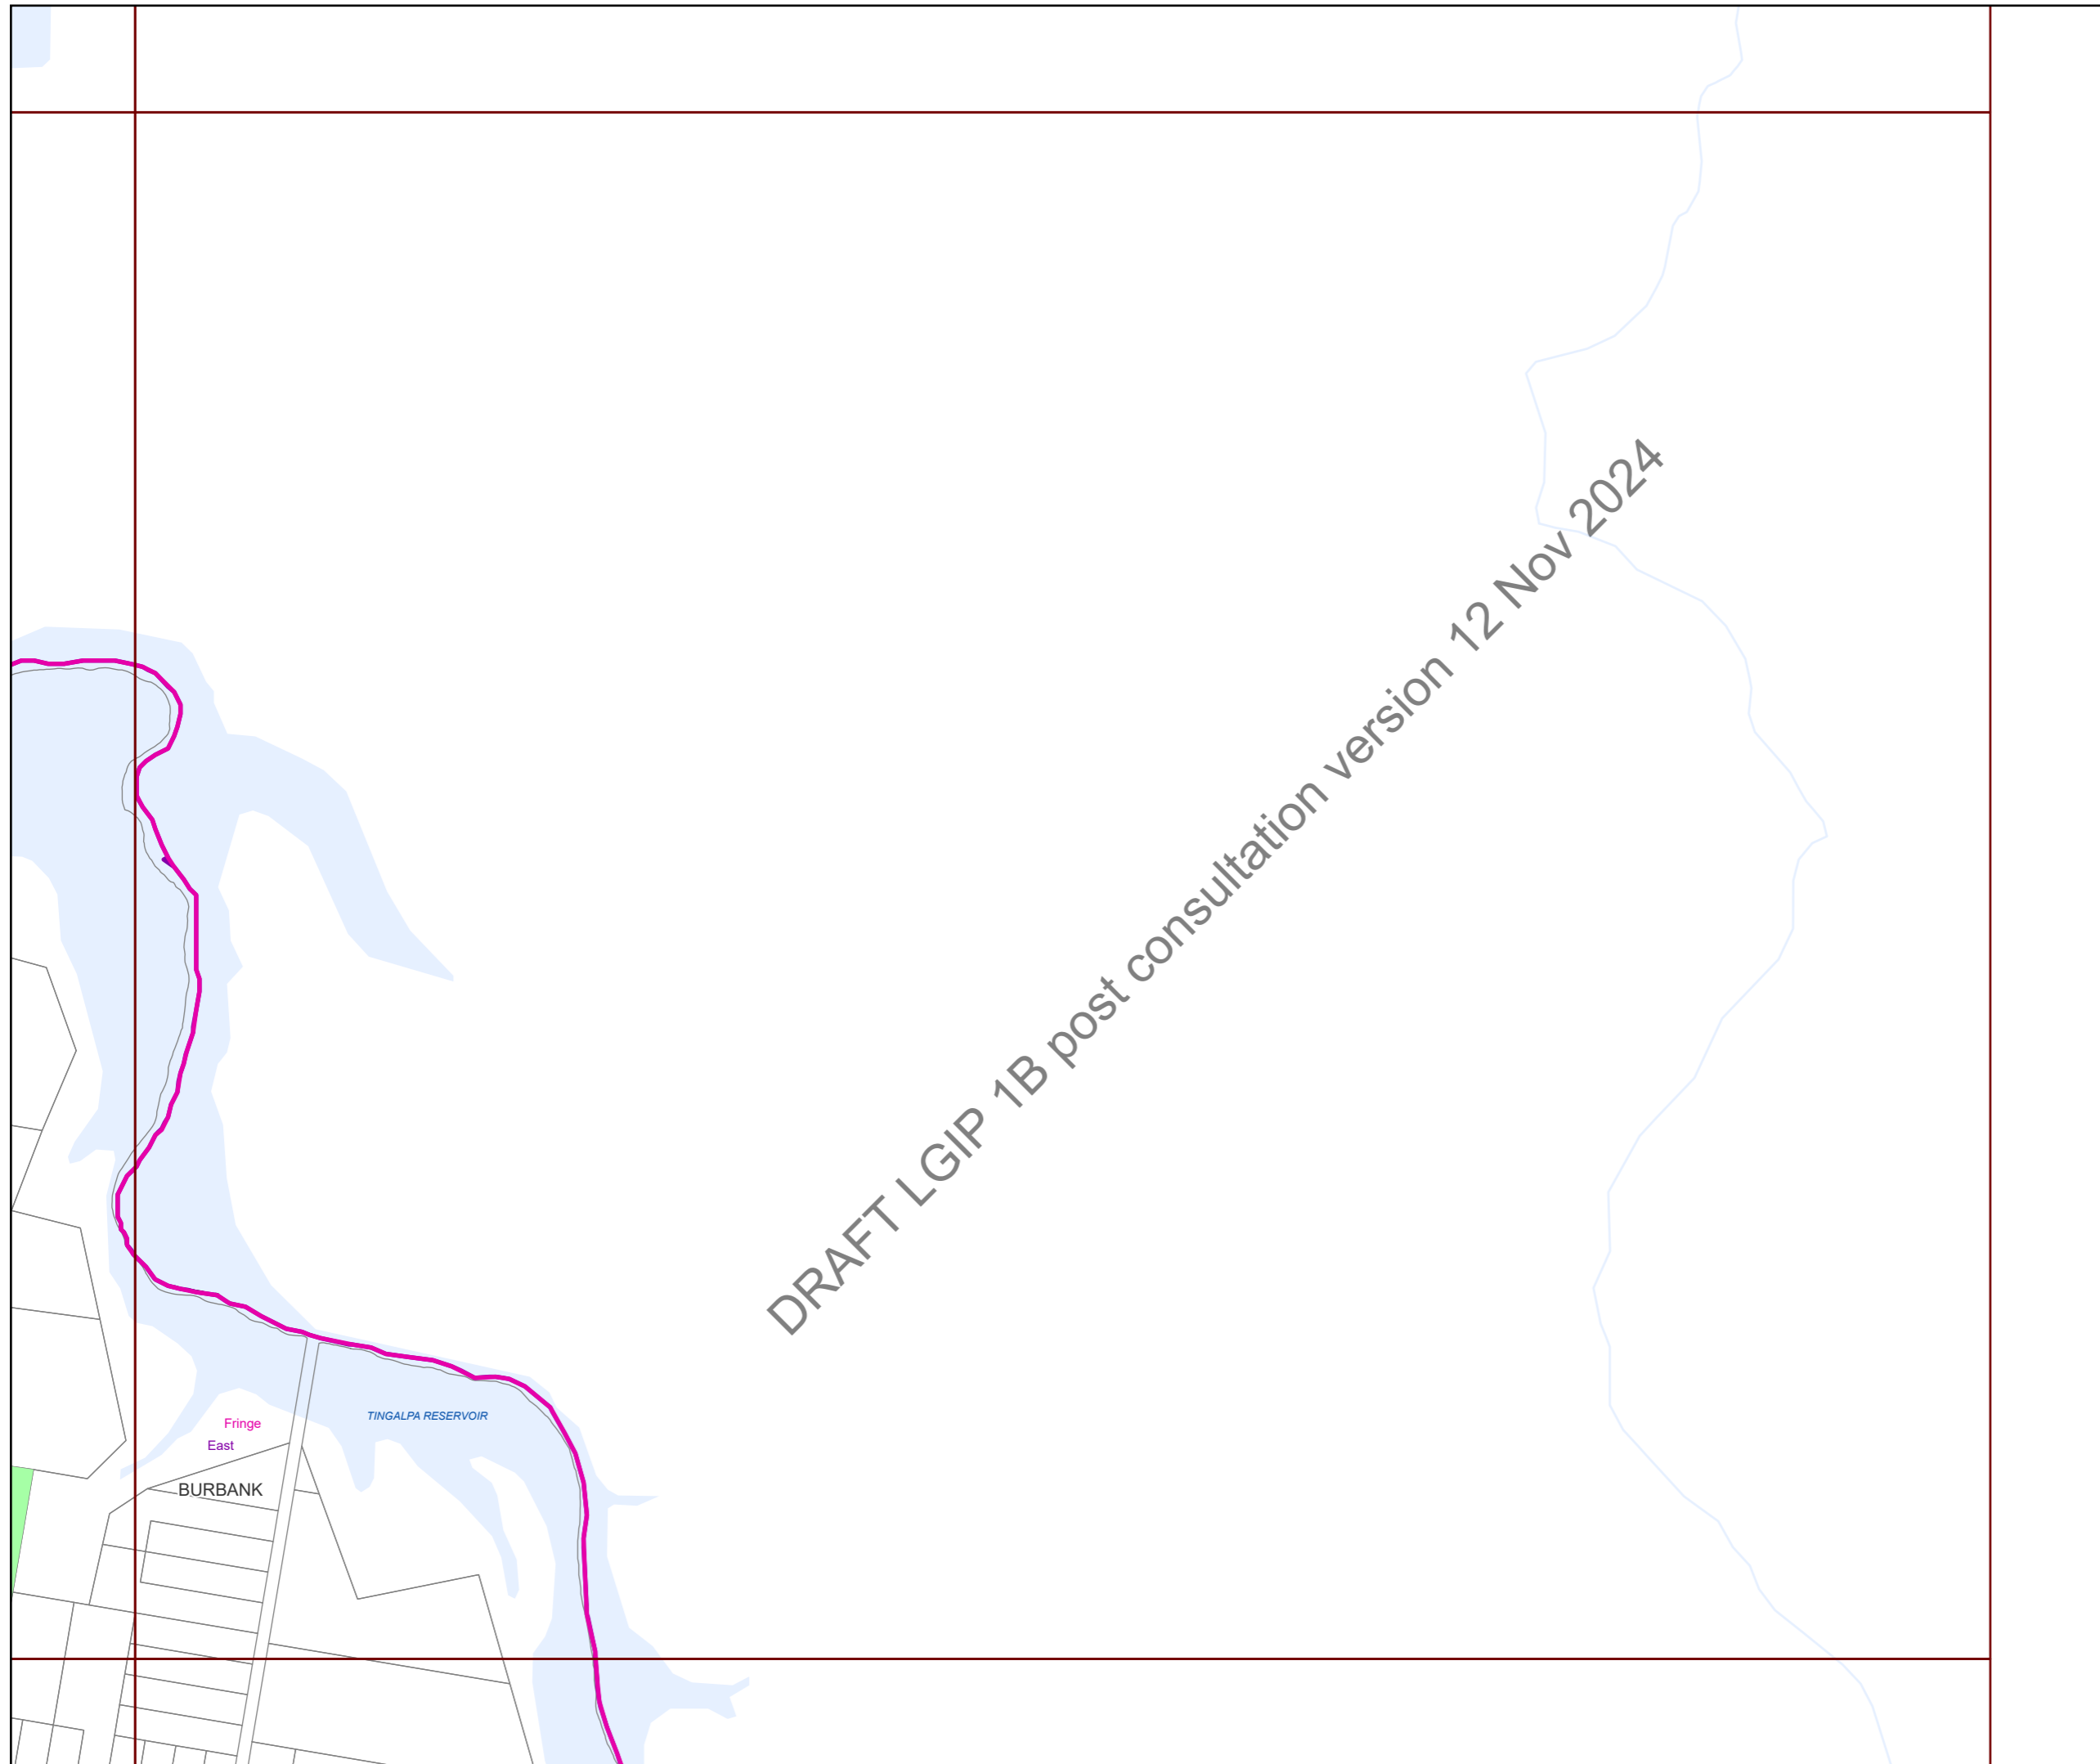 DRAFT LGIP 1B post consultation version 12 Nov 2024
TINGALPA RESERVOIR
Fringe
East
BURBANK